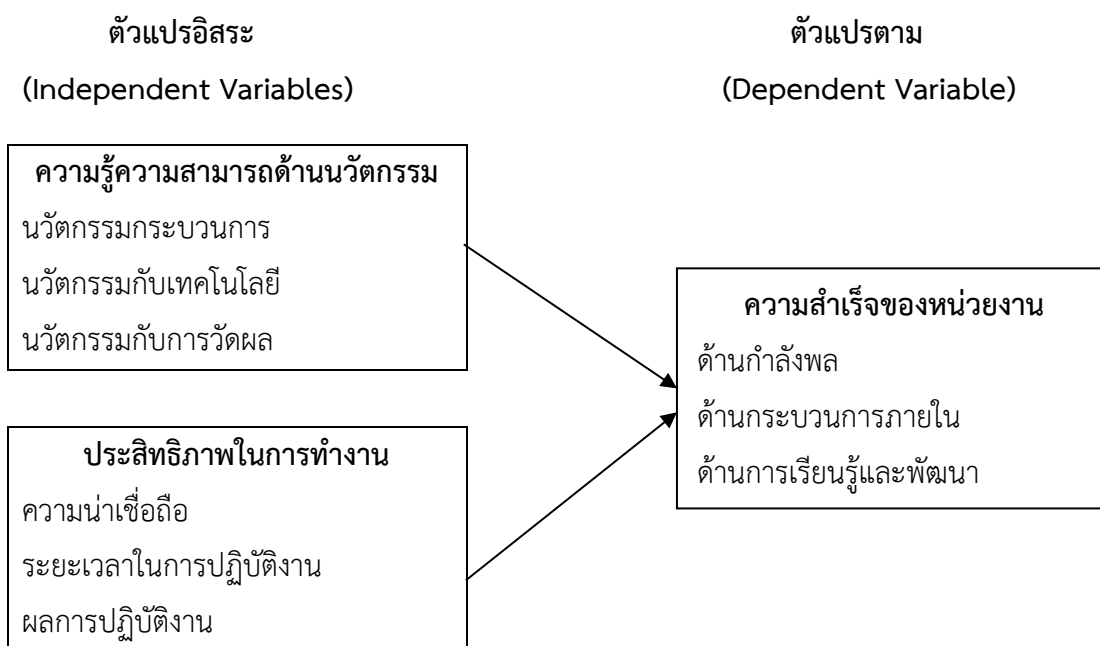 ตัวแปรอิสระ
(Independent Variables)
ตัวแปรตาม
(Dependent Variable)
ความรู้ความสามารถด้านนวัตกรรม
นวัตกรรมกระบวนการ
นวัตกรรมกับเทคโนโลยี
นวัตกรรมกับการวัดผล
ประสิทธิภาพในการทำงาน
ความน่าเชื่อถือ
ระยะเวลาในการปฏิบัติงาน
ผลการปฏิบัติงาน
ความสำเร็จของหน่วยงาน
ด้านกำลังพล
ด้านกระบวนการภายใน
ด้านการเรียนรู้และพัฒนา